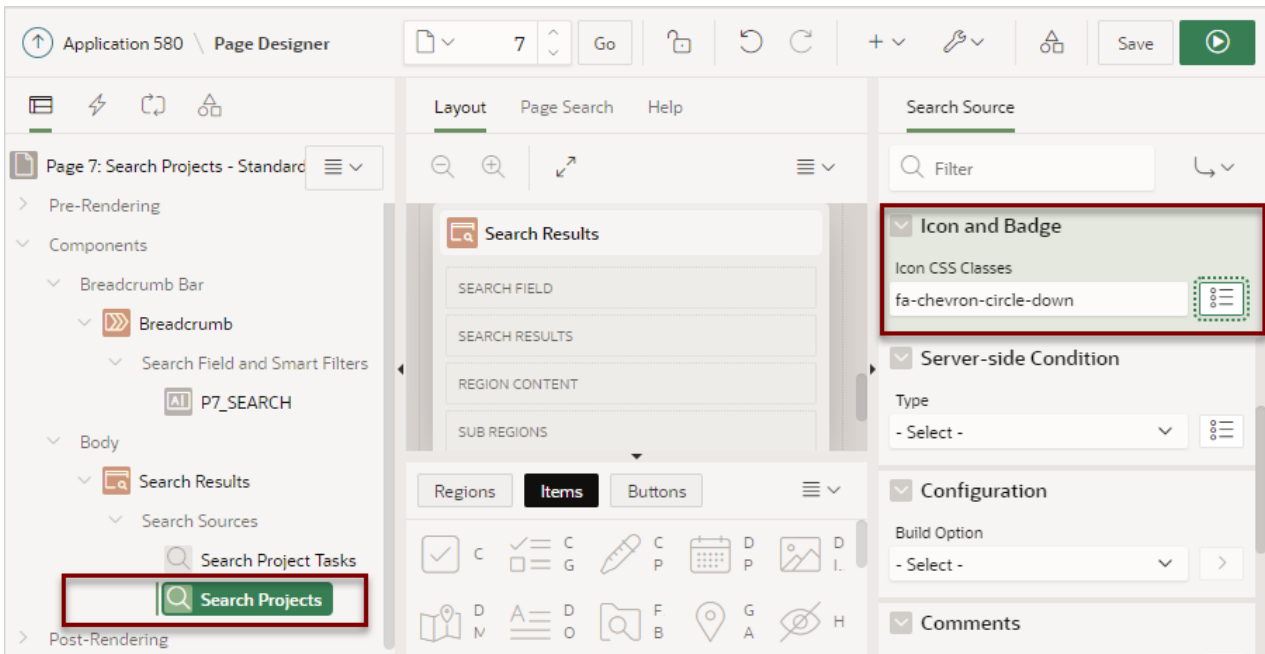 Application 580 \ Page Designer
7
Go
Save
Layout
Page Search
Help
Search Source
Page 7: Search Projects - Standard
Filter
Pre-Rendering
Components
Breadcrumb Bar
Breadcrumb
Search Field and Smart Filters
AI P7_SEARCH
Body
Search Results
Search Sources
Search Project Tasks
Search Projects
Post-Rendering
Search Results
SEARCH FIELD
SEARCH RESULTS
REGION CONTENT
SUB REGIONS
Regions
Items
Buttons
C
C
G
C
P
D
P
D
I..
D
M
D
O
F
B
G
A
H
Icon and Badge
Icon CSS Classes
fa-chevron-circle-down
Server-side Condition
Type
- Select -
Configuration
Build Option
- Select -
Comments